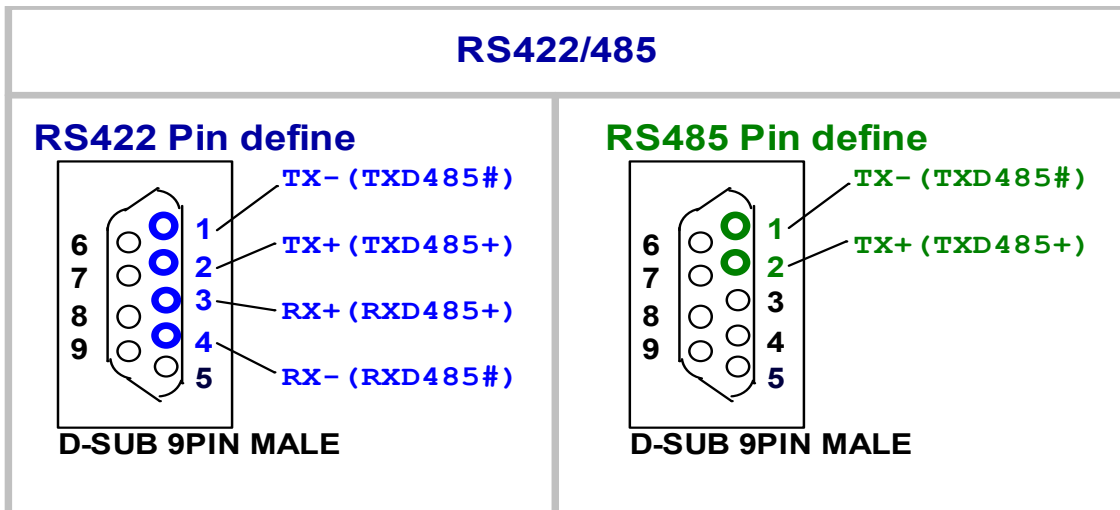 RS422/485
RS422 Pin define
TX-(TXD485#)
TX+(TXD485+)
RX+(RXD485+)
RX-(RXD485#)
1
2
3
4
5
6
7
8
9
D-SUB 9PIN MALE
RS485 Pin define
TX-(TXD485#)
TX+(TXD485+)
1
2
3
4
5
6
7
8
9
D-SUB 9PIN MALE